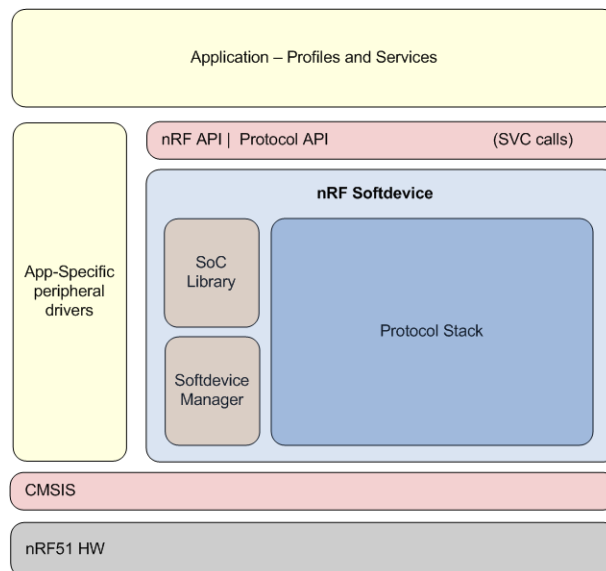 Application – Profiles and Services
nRF API | Protocol API (SVC calls)
nRF Softdevice
App-Specific
peripheral
drivers
SoC
Library
Protocol Stack
Softdevice
Manager
CMSIS
nRF51 HW